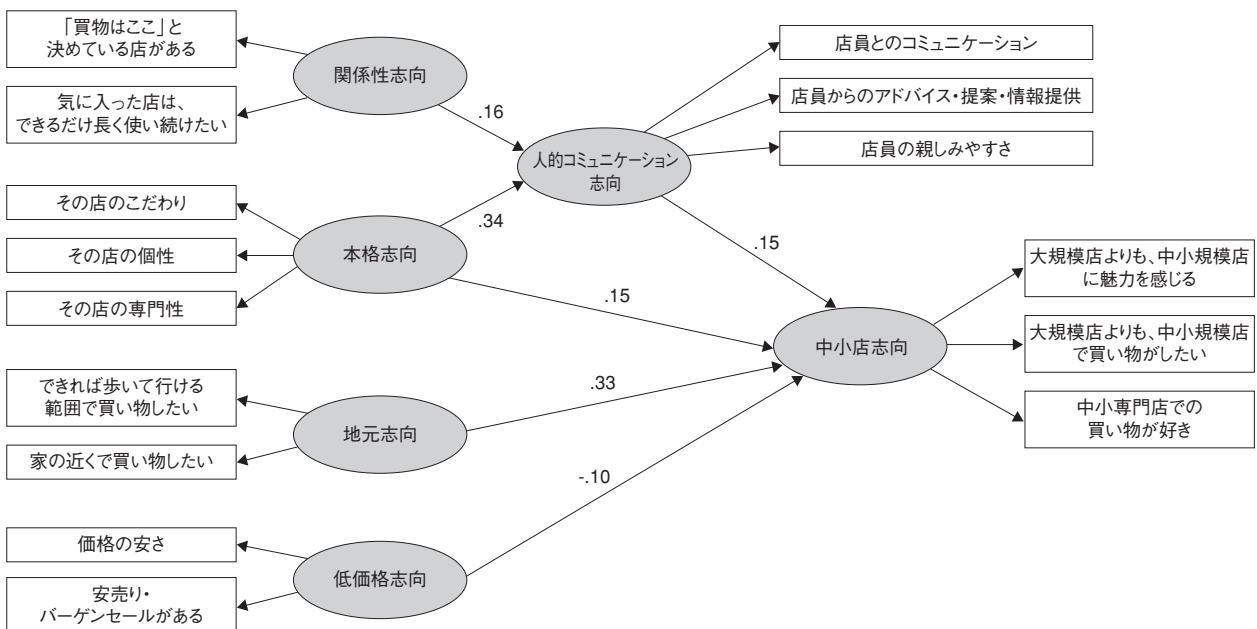 「買物はここ」と
決めている店がある
気に入った店は、
できるだけ長く使い続けたい
関係性志向
.16
人的コミュニケーション
志向
店員とのコミュニケーション
店員からのアドバイス・提案・情報提供
店員の親しみやすさ
その店のこだわり
その店の個性
その店の専門性
本格志向
.34
.15
.15
中小店志向
大規模店よりも、中小規模店
に魅力を感じる
大規模店よりも、中小規模店
で買い物がしたい
中小専門店での
買い物が好き
できれば歩いて行ける
範囲で買い物したい
家の近くで買い物したい
地元志向
.33
-.10
価格の安さ
安売り・
バーゲンセールがある
低価格志向